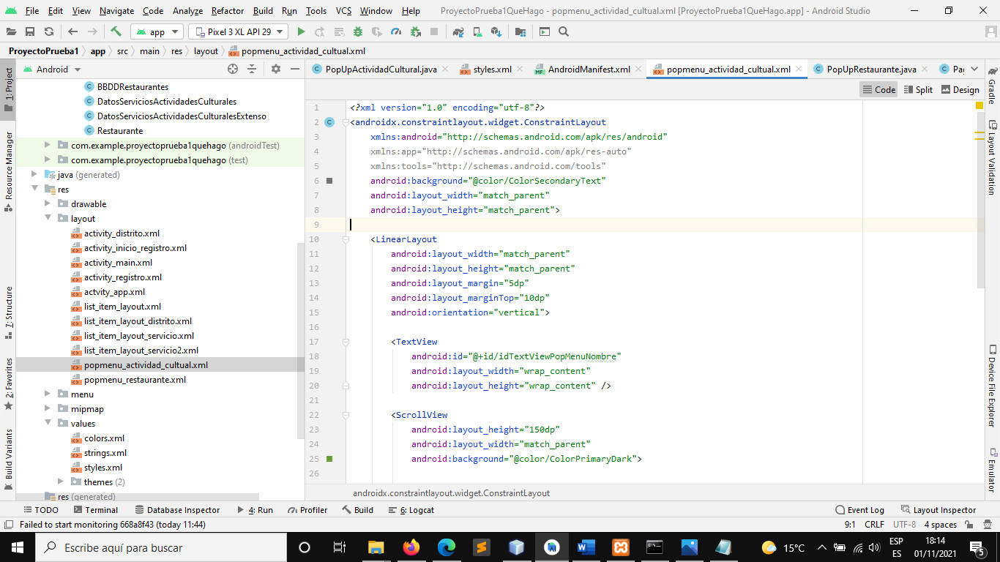 File Edit View Navigate Code Analyze Refactor Build Run Tools VCS Window Help ProyectoPrueba1QueHago - popmenu_actividad_cultual.xml [ProyectoPrueba1QueHago.app] - Android Studio
app Pixel 3 XL API 29
ProyectoPrueba1 app src main res layout popmenu_actividad_cultual.xml
Android PopUpActividadCultural.java styles.xml AndroidManifest.xml popmenu_actividad_cultual.xml PopUpRestaurante.java
Code Split Design
1: Project
Resource Manager
7: Structure
2: Favorites
Build Variants
BBDDRestaurantes
DatosServiciosActividadesCulturales
DatosServiciosActividadesCulturalesExtenso
Restaurante
com.example.proyectoprueba1quehago (androidTest)
com.example.proyectoprueba1quehago (test)
java (generated)
res
drawable
layout
activity_distrito.xml
activity_inicio_registro.xml
activity_main.xml
activity_registro.xml
actvity_app.xml
list_item_layout.xml
list_item_layout_distrito.xml
list_item_layout_servicio.xml
list_item_layout_servicio2.xml
popmenu_actividad_cultual.xml
popmenu_restaurante.xml
menu
mipmap
values
colors.xml
strings.xml
styles.xml
themes (2)
res (generated)
1 <?xml version="1.0" encoding="utf-8"?>
2 <androidx.constraintlayout.widget.ConstraintLayout
3 xmlns:android="http://schemas.android.com/apk/res/android"
4 xmlns:app="http://schemas.android.com/apk/res-auto"
5 xmlns:tools="http://schemas.android.com/tools"
6 android:background="@color/ColorSecondaryText"
7 android:layout_width="match_parent"
8 android:layout_height="match_parent">
9
10 <LinearLayout
11 android:layout_width="match_parent"
12 android:layout_height="match_parent"
13 android:layout_margin="5dp"
14 android:layout_marginTop="10dp"
15 android:orientation="vertical">
16
17 <TextView
18 android:id="@+id/idTextViewPopMenuNombre"
19 android:layout_width="wrap_content"
20 android:layout_height="wrap_content" />
21
22 <ScrollView
23 android:layout_height="150dp"
24 android:layout_width="match_parent"
25 android:background="@color/ColorPrimaryDark">
26
androidx.constraintlayout.widget.ConstraintLayout
Gradle
Layout Validation
Device File Explorer
Emulator
TODO Terminal Database Inspector 4: Run Profiler Build 6: Logcat Event Log Layout Inspector
Failed to start monitoring 668a8f43 (today 11:44) 9:1 CRLF UTF-8 4 spaces
Escribe aquí para buscar 15°C ESP 18:14
ES 01/11/2021 5